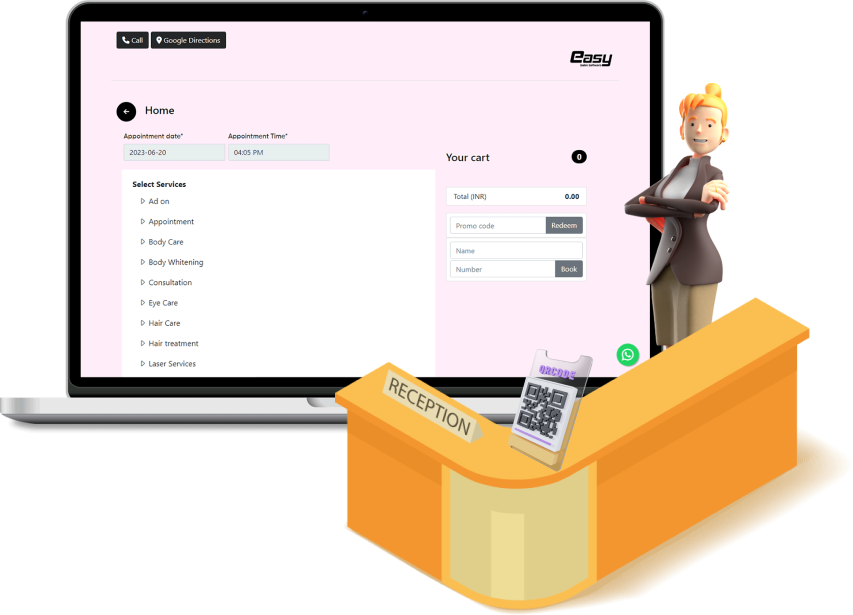 Call
Google Directions
easy
Home
Appointment date*
Appointment Time*
2023-06-20
04:05 PM
Your cart
0
Select Services
Ad on
Appointment
Body Care
Body Whitening
Consultation
Eye Care
Hair Care
Hair treatment
Laser Services
Total (INR)
0.00
Promo code
Redeem
Name
Number
Book
RECEPTION
QRCODE